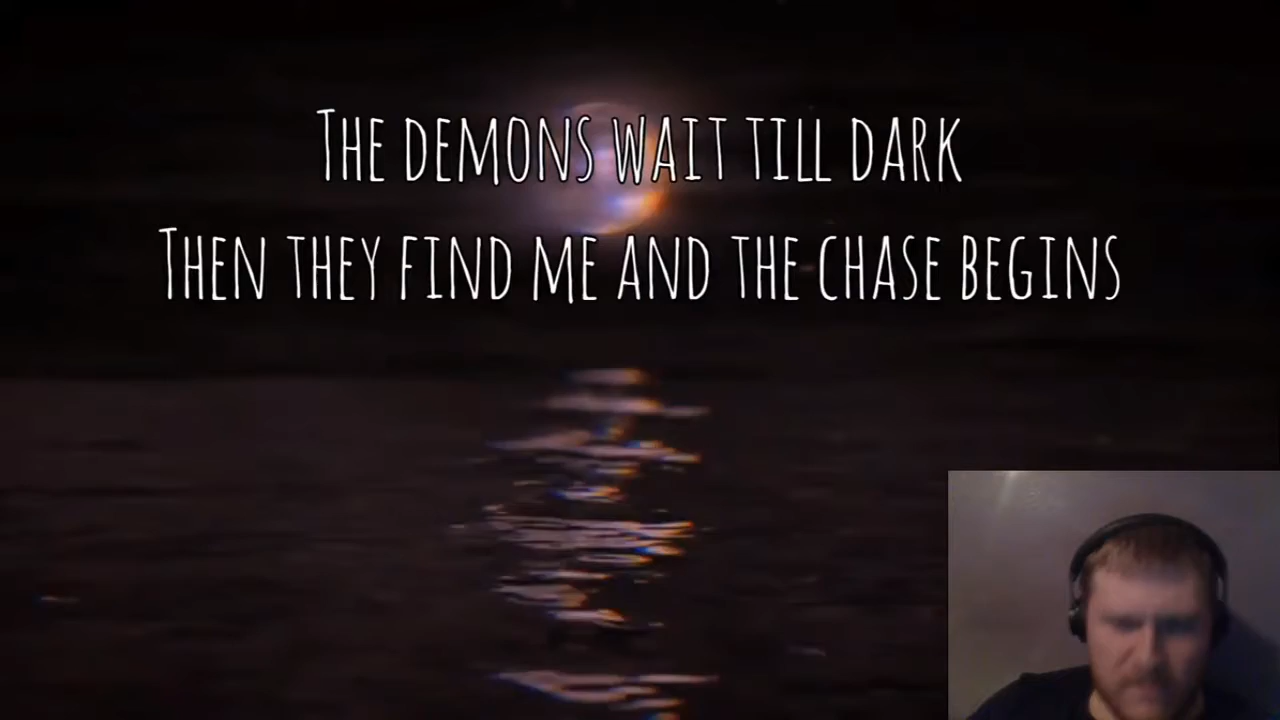 The demons wait till dark
Then they find me and the chase begins